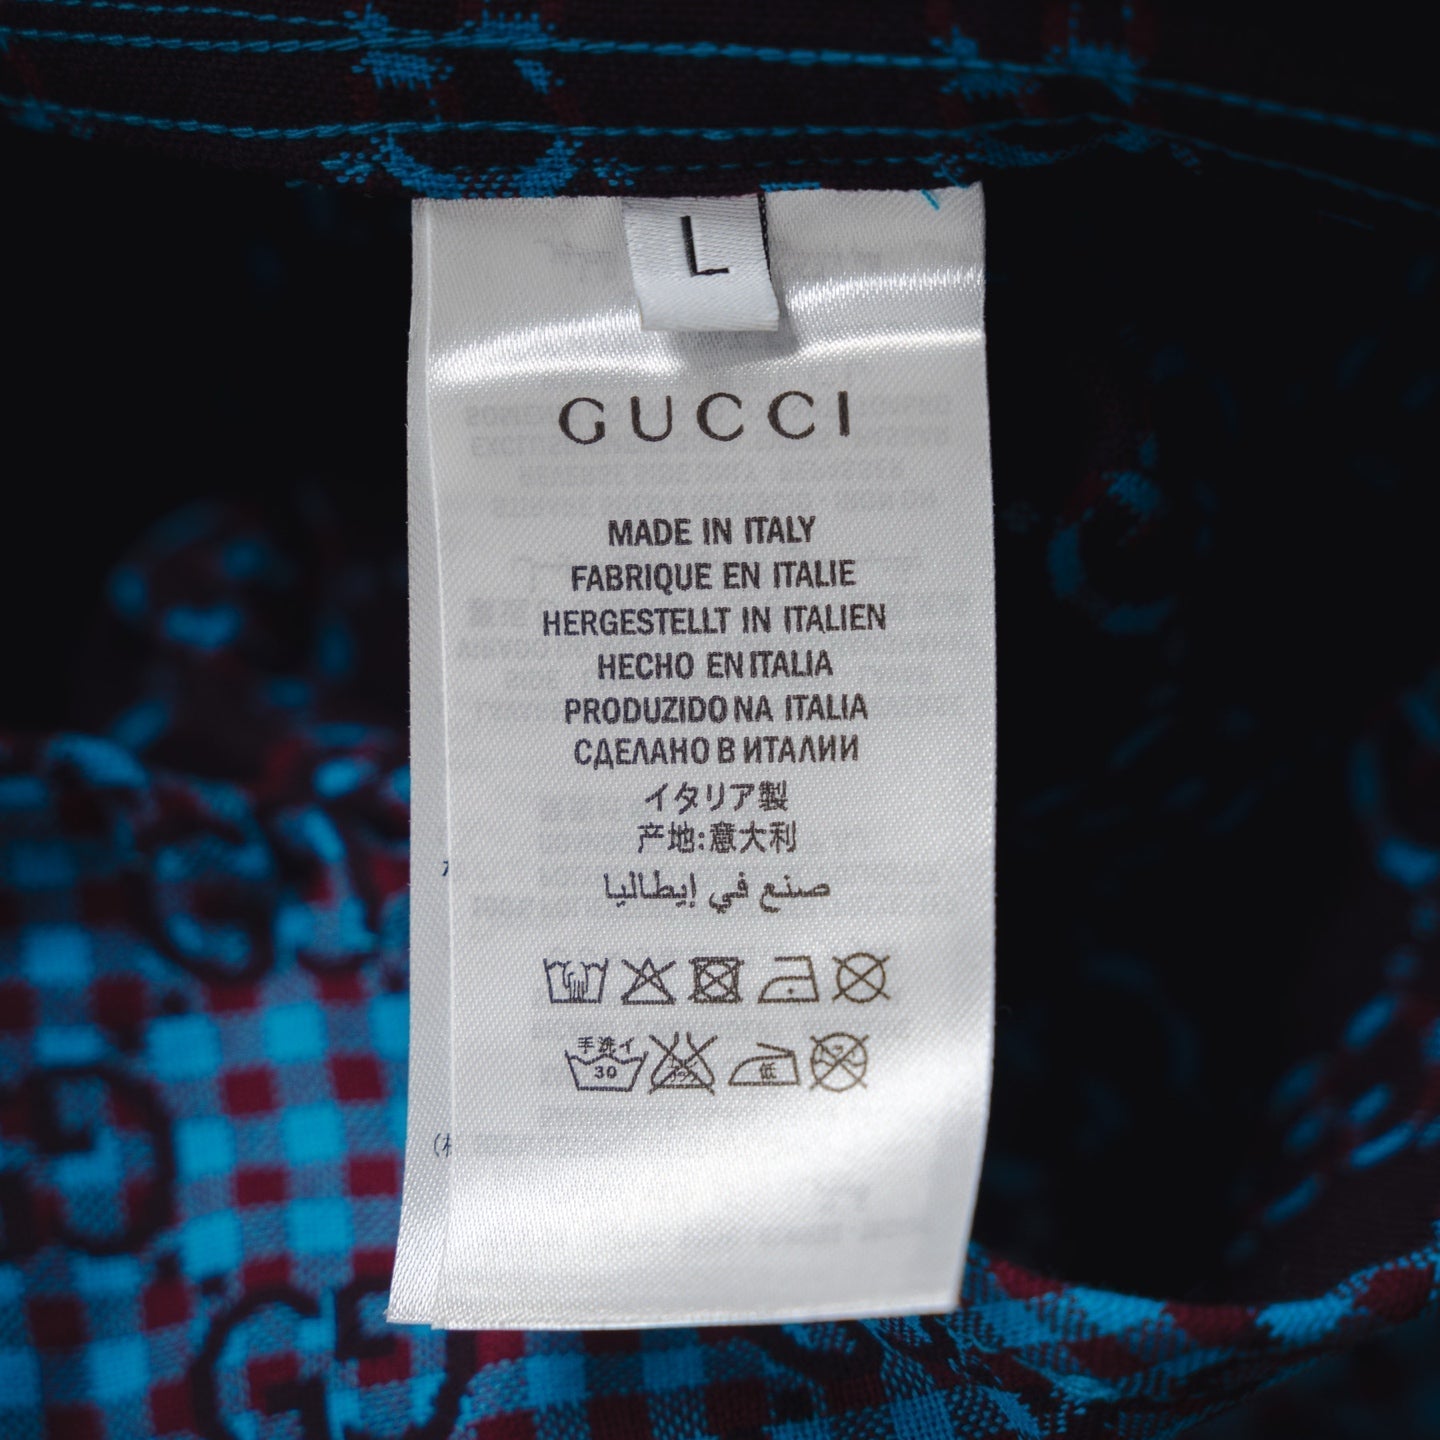 L
GUCCI
MADE IN ITALY
FABRIQUE EN ITALIE
HERGESTELLT IN ITALIEN
HECHO EN ITALIA
PRODUZIDO NA ITALIA
СДЕЛАНО В ИТАЛИИ
イタリア製
产地:意大利
صنع في إيطاليا
手洗イ
30
低